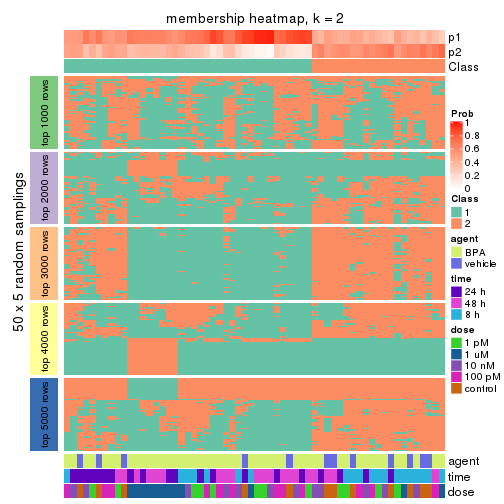 membership heatmap, k = 2
p1
p2
Class
50 x 5 random samplings
top 1000 rows
top 2000 rows
top 3000 rows
top 4000 rows
top 5000 rows
agent
time
dose
Prob
1
0.8
0.6
0.4
0.2
0
Class
1
2
agent
BPA
vehicle
time
24 h
48 h
8 h
dose
1 pM
1 uM
10 nM
100 pM
control